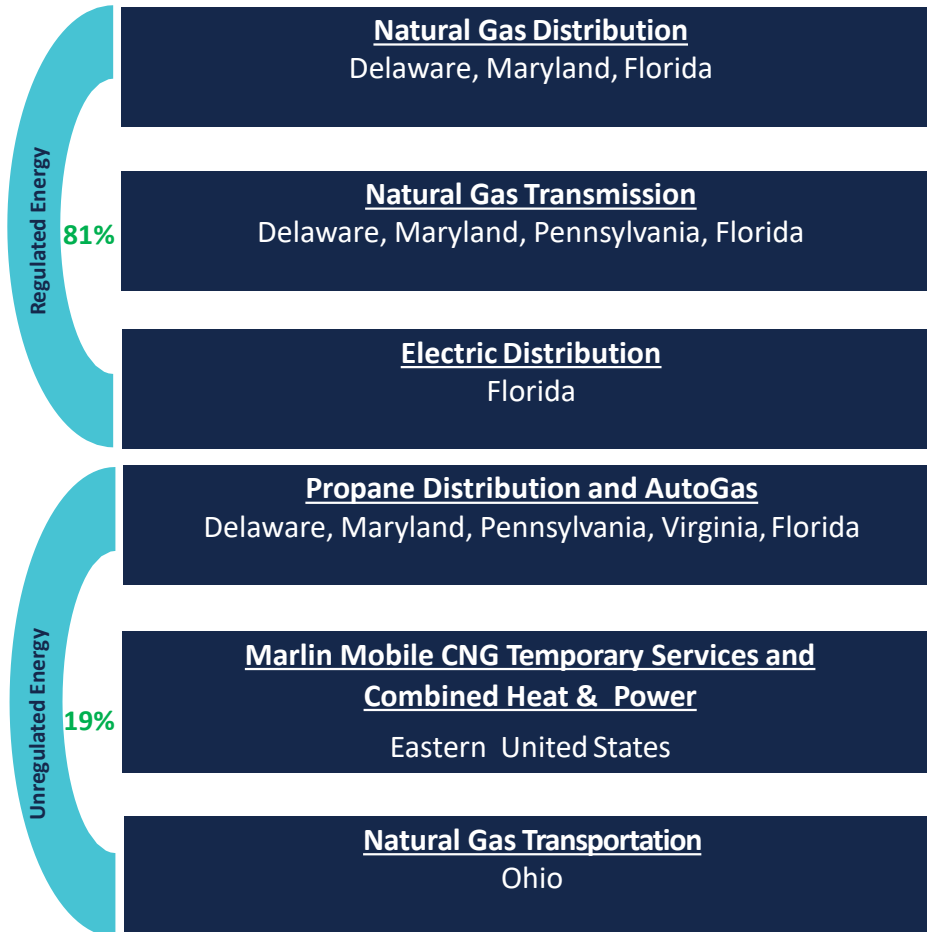 Natural Gas Distribution
Delaware, Maryland, Florida
Regulated Energy
81%
Natural Gas Transmission
Delaware, Maryland, Pennsylvania, Florida
Electric Distribution
Florida
Propane Distribution and AutoGas
Delaware, Maryland, Pennsylvania, Virginia, Florida
Unregulated Energy
19%
Marlin Mobile CNG Temporary Services and
Combined Heat & Power
Eastern United States
Natural Gas Transportation
Ohio